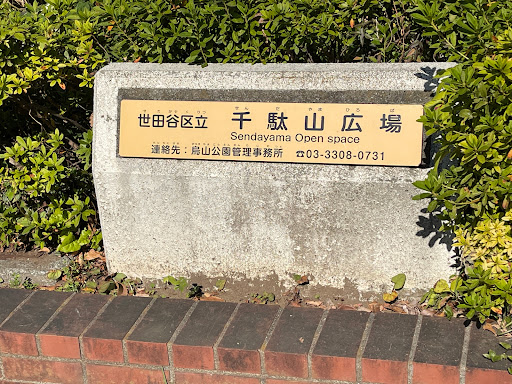 世田谷区立 千駄山広場
Sendayama Open space
連絡先：烏山公園管理事務所 ☎03-3308-0731